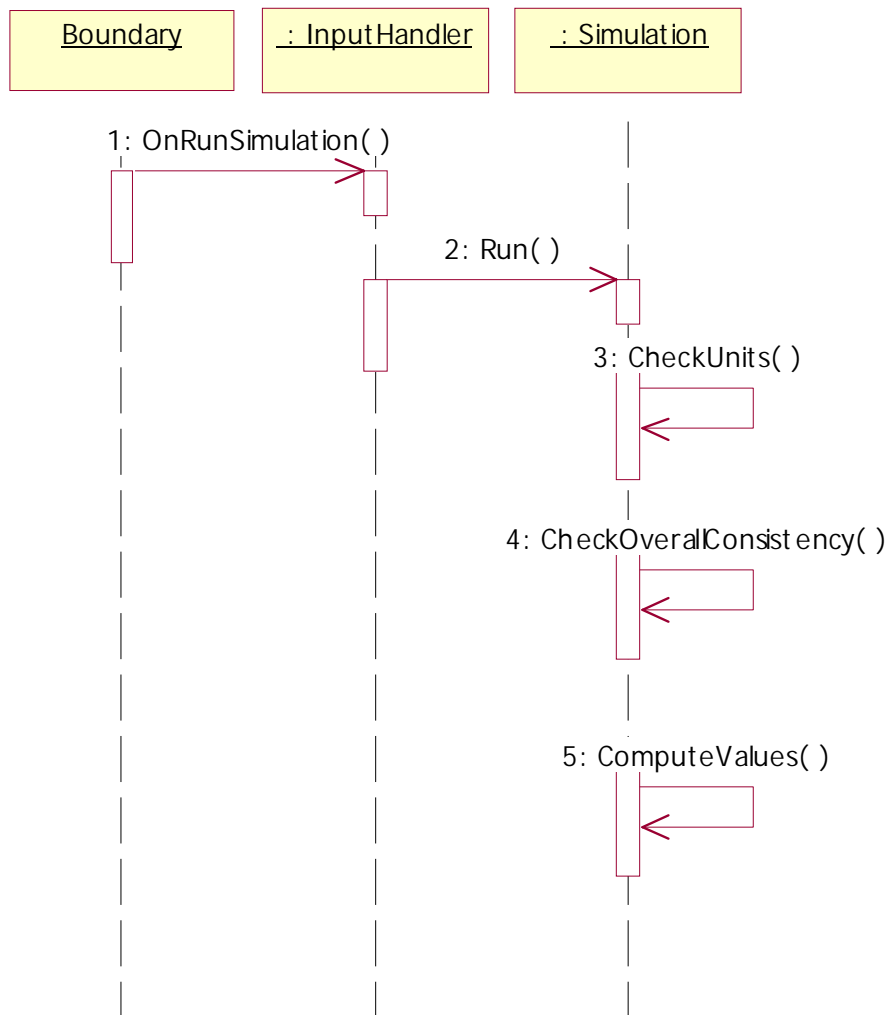 Boundary
: InputHandler
: Simulation
1: OnRunSimulation( )
2: Run( )
3: CheckUnits( )
4: CheckOverallConsistency( )
5: ComputeValues( )